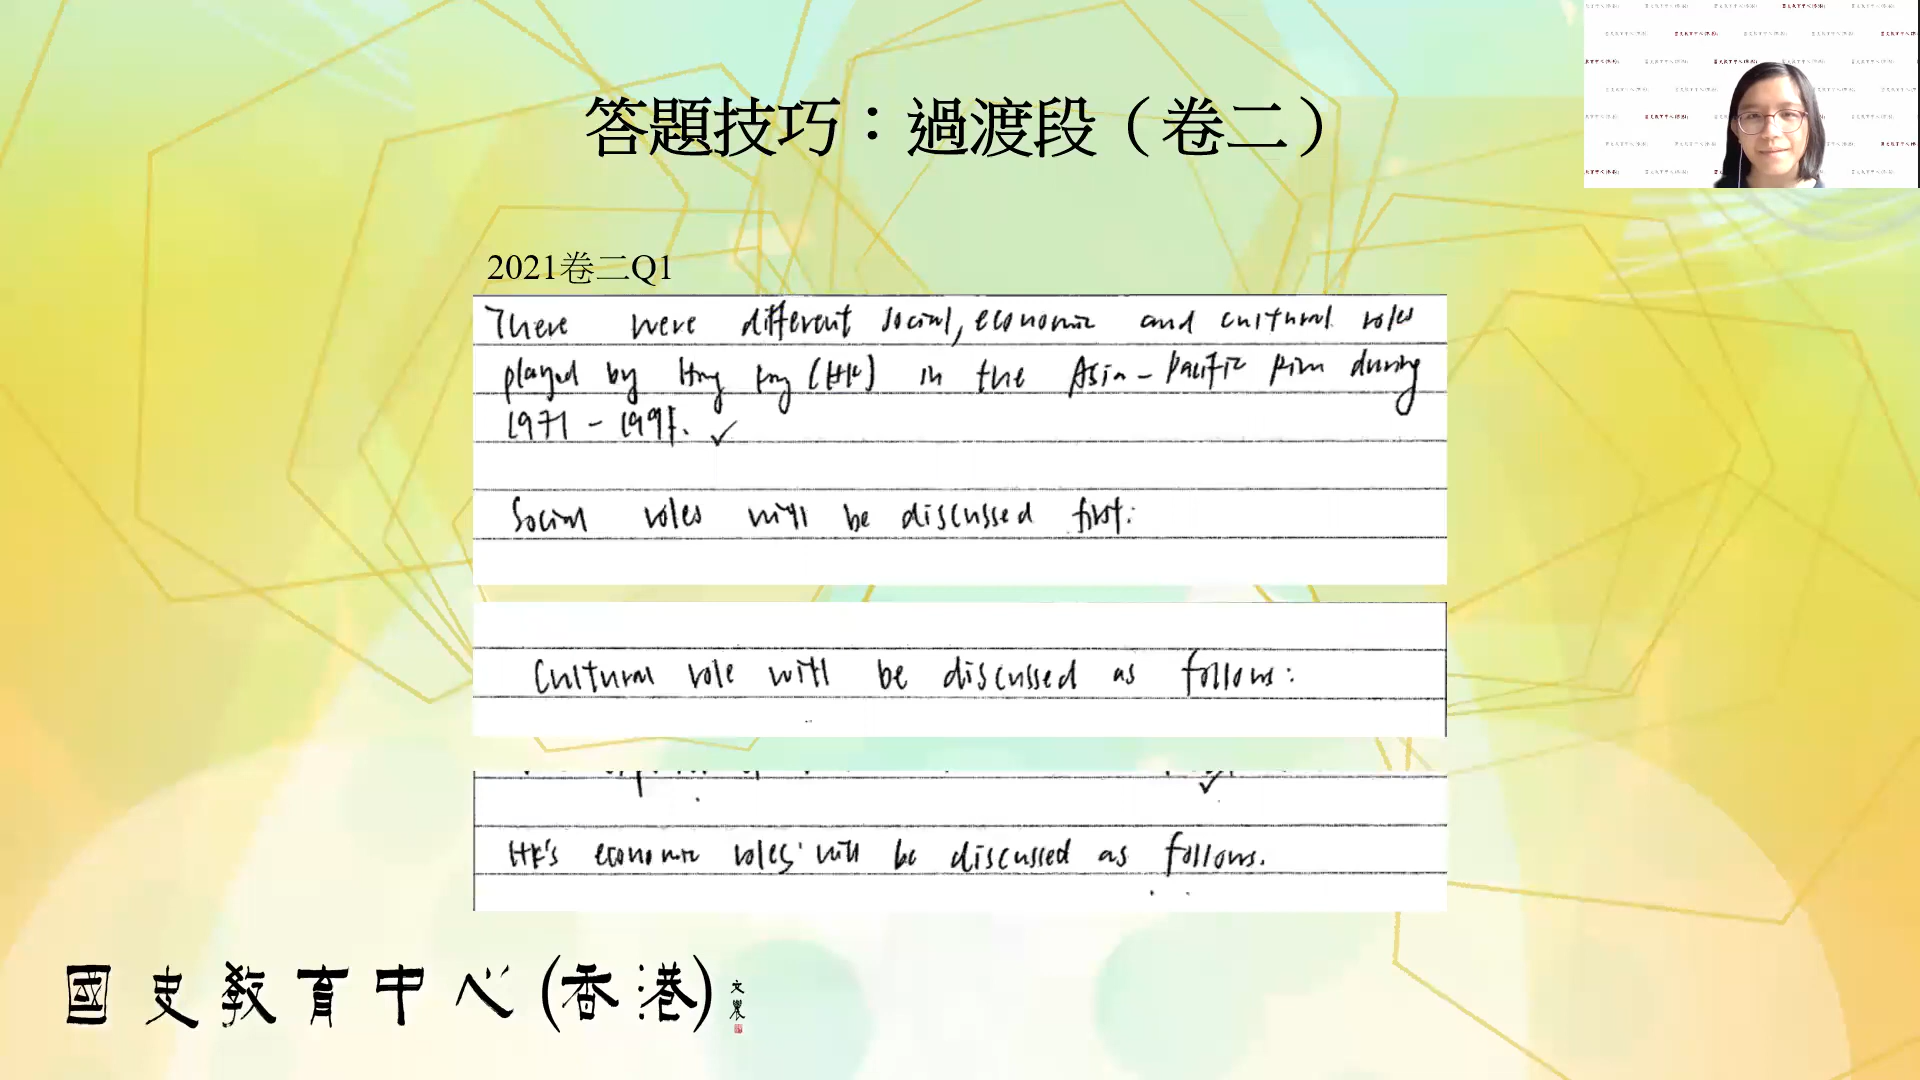 答題技巧：過渡段（卷二）
2021卷二Q1
There were different social, economic and cultural roles
played by Hong Kong (HK) in the Asia-Pacific Rim during
1971 - 1997.
Social roles will be discussed first:
Cultural role will be discussed as follows:
HK's economic roles will be discussed as follows.
國史教育中心(香港)